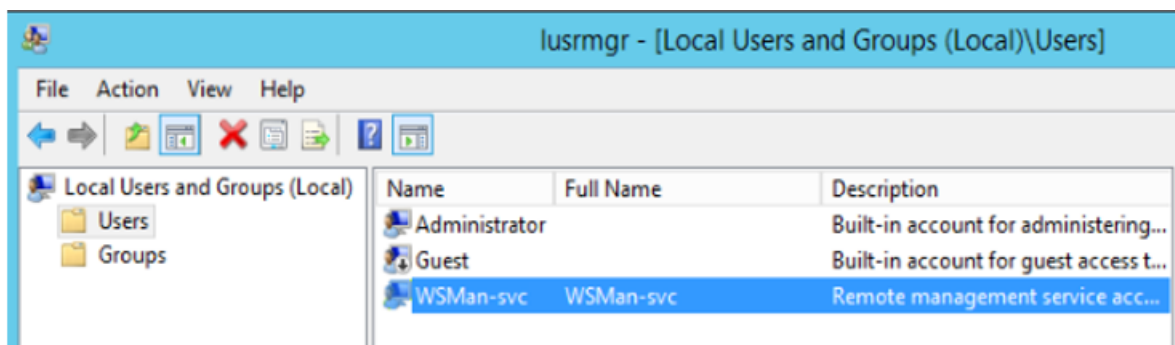 lusrmgr - [Local Users and Groups (Local)\Users]
File Action View Help
Local Users and Groups (Local)
Users
Groups
Name Full Name Description
Administrator Built-in account for administering...
Guest Built-in account for guest access t...
WSMan-svc WSMan-svc Remote management service acc...